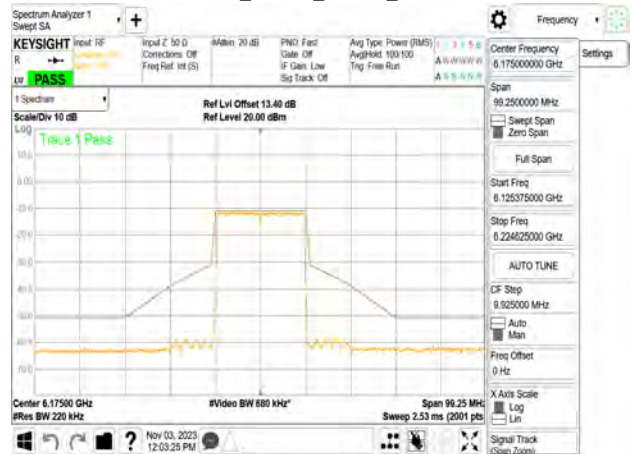 Spectrum Analyzer 1
Swept SA
+
Frequency
KEYSIGHT
Input: RF
Input Z: 50 Ω
#Atten: 20 dB
PNO: Fast
Avg Type: Power (RMS)
R
Corrections: Off
Gate: Off
Avg|Hold: 100/100
Freq Ref: Int (S)
IF Gain: Low
Trig: Free Run
Sig Track: Off
LV PASS
1 Spectrum
Scale/Div 10 dB
Ref Lvl Offset 13.40 dB
Ref Level 20.00 dBm
Log
Trace 1 Pass
Center 6.17500 GHz
#Video BW 680 kHz*
Span 99.25 MHz
#Res BW 220 kHz
Sweep 2.53 ms (2001 pts
Nov 03, 2023
12:03:25 PM
?
Center Frequency
6.175000000 GHz
Settings
Span
99.2500000 MHz
Swept Span
Zero Span
Full Span
Start Freq
6.125375000 GHz
Stop Freq
6.224625000 GHz
AUTO TUNE
CF Step
9.925000 MHz
Auto
Man
Freq Offset
0 Hz
X Axis Scale
Log
Lin
Signal Track
(Span Zoom)